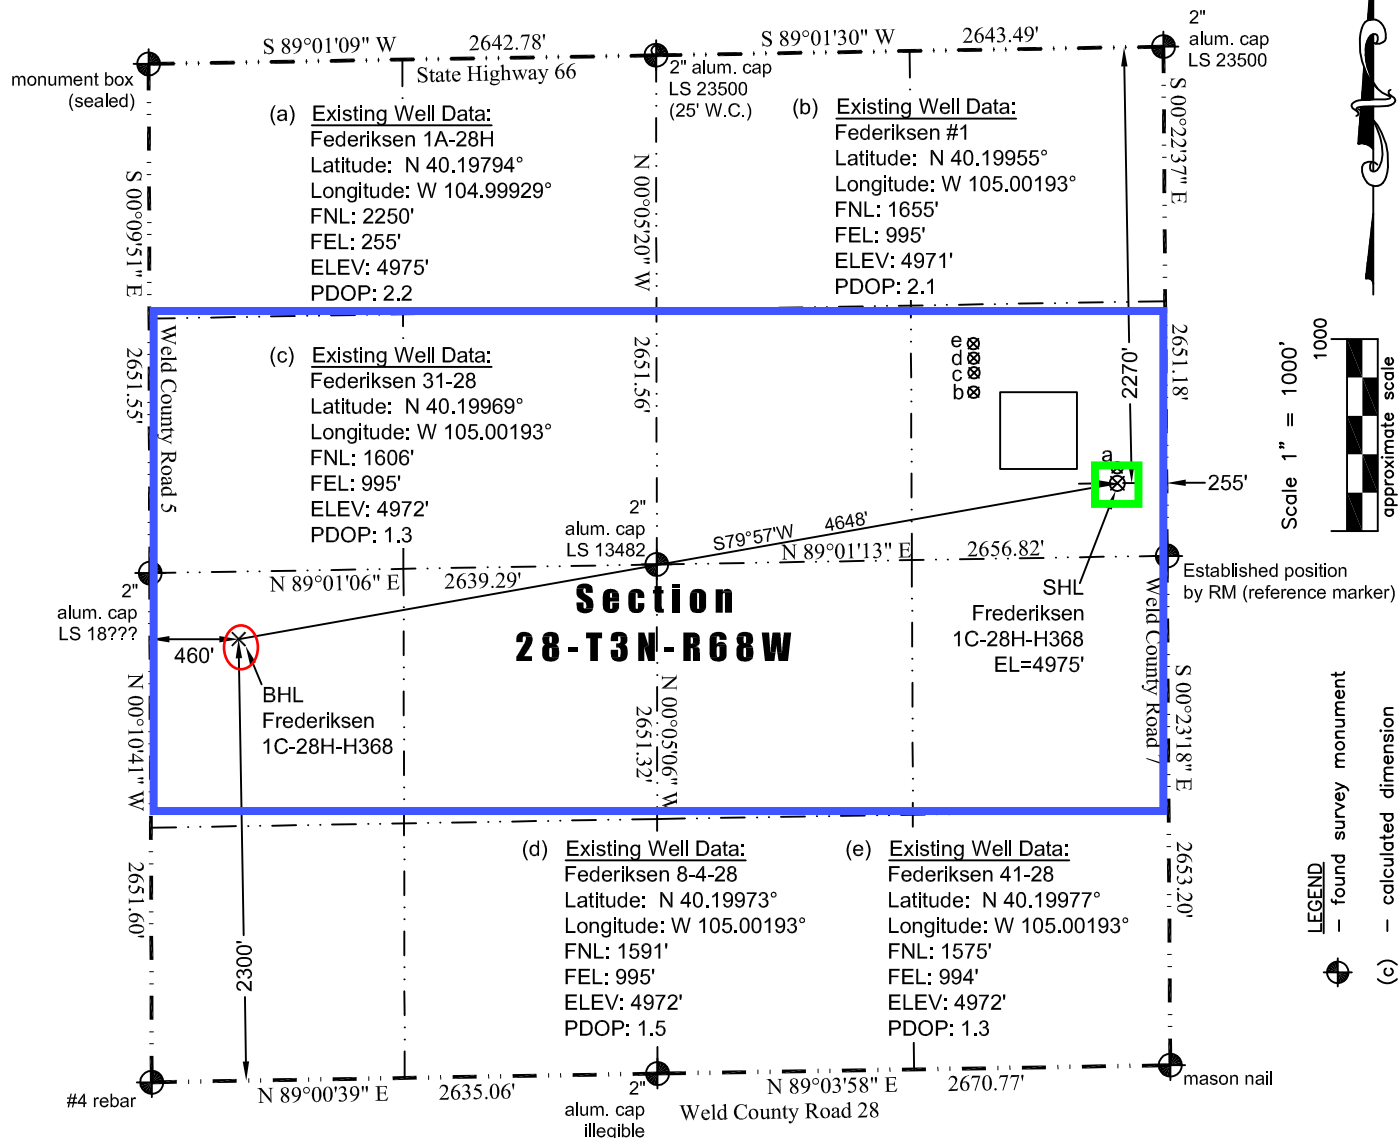 S 89°01'09" W 2642.78'
State Highway 66
S 89°01'30" W 2643.49'
2"
alum. cap
LS 23500
monument box
(sealed)
2" alum. cap
LS 23500
(25' W.C.)
(a) Existing Well Data:
Federiksen 1A-28H
Latitude: N 40.19794°
Longitude: W 104.99929°
FNL: 2250'
FEL: 255'
ELEV: 4975'
PDOP: 2.2
(b) Existing Well Data:
Federiksen #1
Latitude: N 40.19955°
Longitude: W 105.00193°
FNL: 1655'
FEL: 995'
ELEV: 4971'
PDOP: 2.1
S 00°09'51" E
2651.55'
N 00°05'20" W
2651.56'
S 00°22'37" E
2651.18'
2270'
Weld County Road 5
(c) Existing Well Data:
Federiksen 31-28
Latitude: N 40.19969°
Longitude: W 105.00193°
FNL: 1606'
FEL: 995'
ELEV: 4972'
PDOP: 1.3
e
d
c
b
a
255'
1000
Scale 1" = 1000'
approximate scale
2"
alum. cap
LS 13482
S79°57'W 4648'
N 89°01'13" E 2656.82'
N 89°01'06" E 2639.29'
2"
alum. cap
LS 18???
Section
28-T3N-R68W
SHL
Frederiksen
1C-28H-H368
EL=4975'
Established position
by RM (reference marker)
Weld County Road 7
460'
BHL
Frederiksen
1C-28H-H368
N 00°10'41" W
2651.60'
N 00°05'06" W
2651.32'
S 00°23'18" E
2653.20'
2300'
(d) Existing Well Data:
Federiksen 8-4-28
Latitude: N 40.19973°
Longitude: W 105.00193°
FNL: 1591'
FEL: 995'
ELEV: 4972'
PDOP: 1.5
(e) Existing Well Data:
Federiksen 41-28
Latitude: N 40.19977°
Longitude: W 105.00193°
FNL: 1575'
FEL: 994'
ELEV: 4972'
PDOP: 1.3
LEGEND
– found survey monument
(c) – calculated dimension
#4 rebar
N 89°00'39" E 2635.06'
2"
alum. cap
illegible
N 89°03'58" E 2670.77'
Weld County Road 28
mason nail